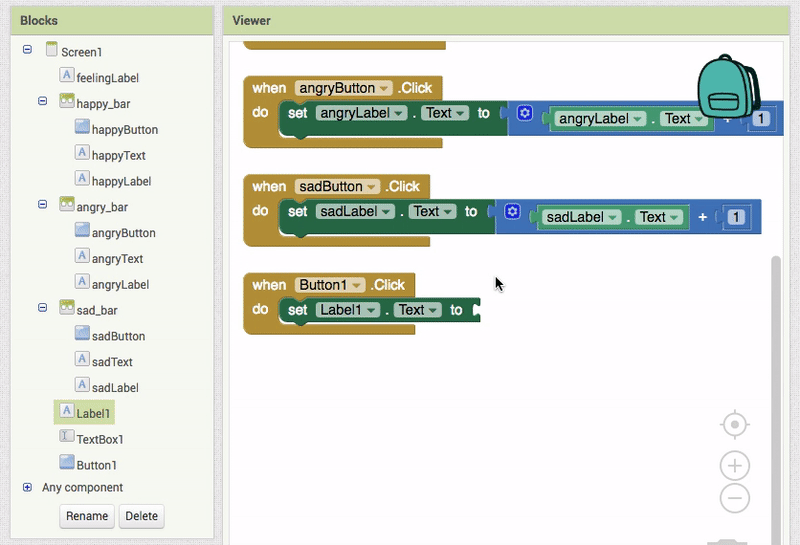 Blocks
Viewer
Screen1
feelingLabel
happy_bar
happyButton
happyText
happyLabel
angry_bar
angryButton
angryText
angryLabel
sad_bar
sadButton
sadText
sadLabel
Label1
TextBox1
Button1
Any component
Rename Delete
when angryButton .Click
do set angryLabel . Text to angryLabel . Text + 1
when sadButton .Click
do set sadLabel . Text to sadLabel . Text + 1
when Button1 .Click
do set Label1 . Text to